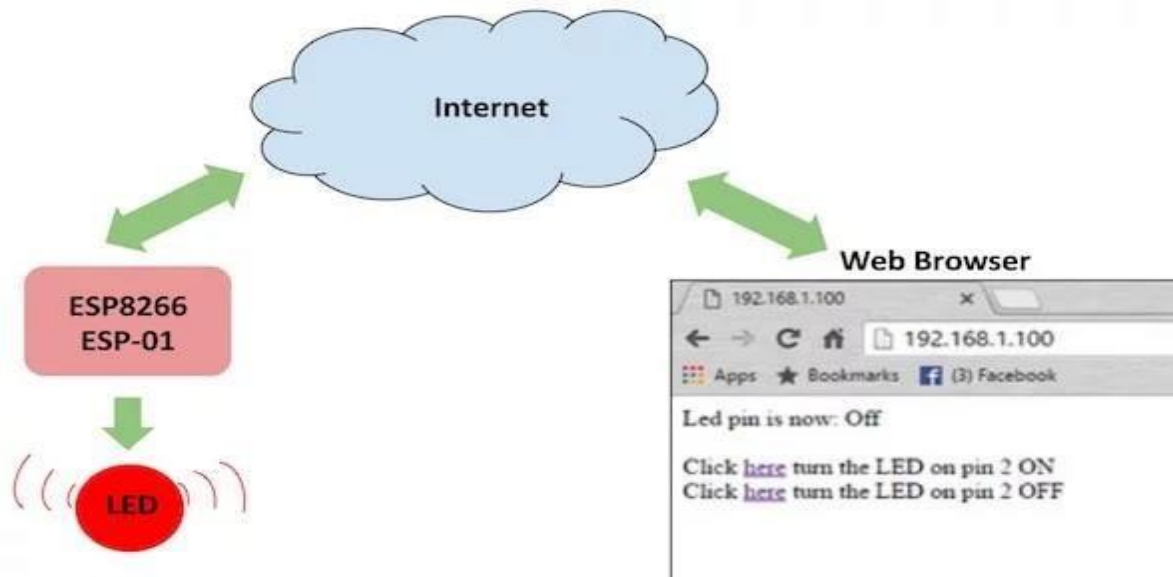 Internet
ESP8266
ESP-01
LED
Web Browser
192.168.1.100
192.168.1.100
Apps Bookmarks (3) Facebook
Led pin is now: Off
Click here turn the LED on pin 2 ON
Click here turn the LED on pin 2 OFF